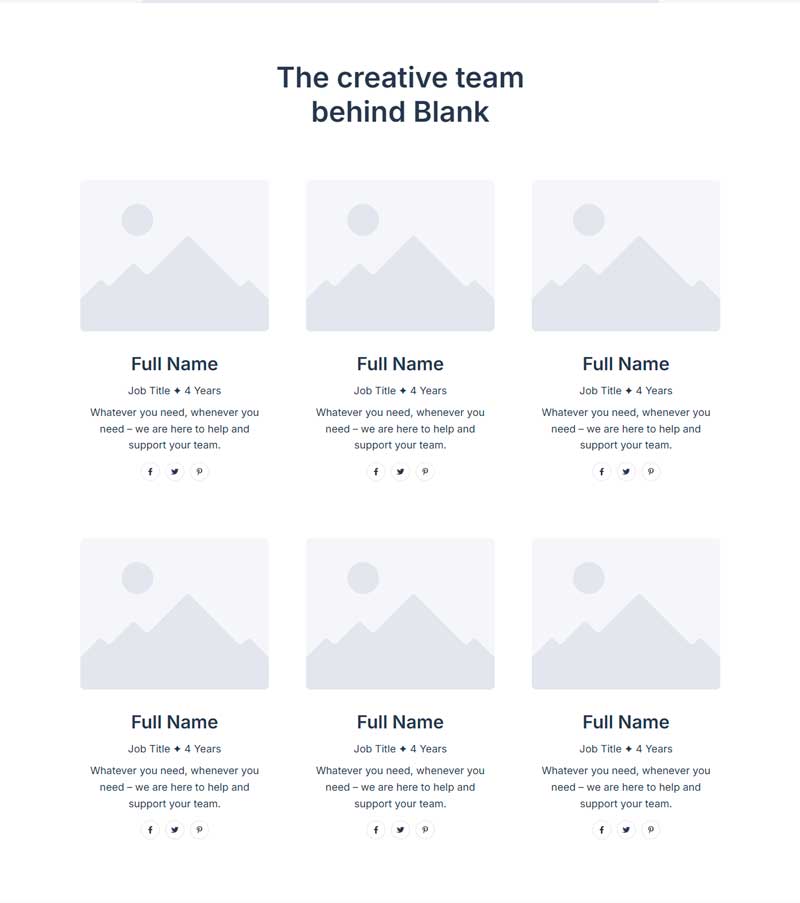 The creative team
behind Blank
Full Name
Job Title ✦ 4 Years
Whatever you need, whenever you
need – we are here to help and
support your team.
Full Name
Job Title ✦ 4 Years
Whatever you need, whenever you
need – we are here to help and
support your team.
Full Name
Job Title ✦ 4 Years
Whatever you need, whenever you
need – we are here to help and
support your team.
Full Name
Job Title ✦ 4 Years
Whatever you need, whenever you
need – we are here to help and
support your team.
Full Name
Job Title ✦ 4 Years
Whatever you need, whenever you
need – we are here to help and
support your team.
Full Name
Job Title ✦ 4 Years
Whatever you need, whenever you
need – we are here to help and
support your team.